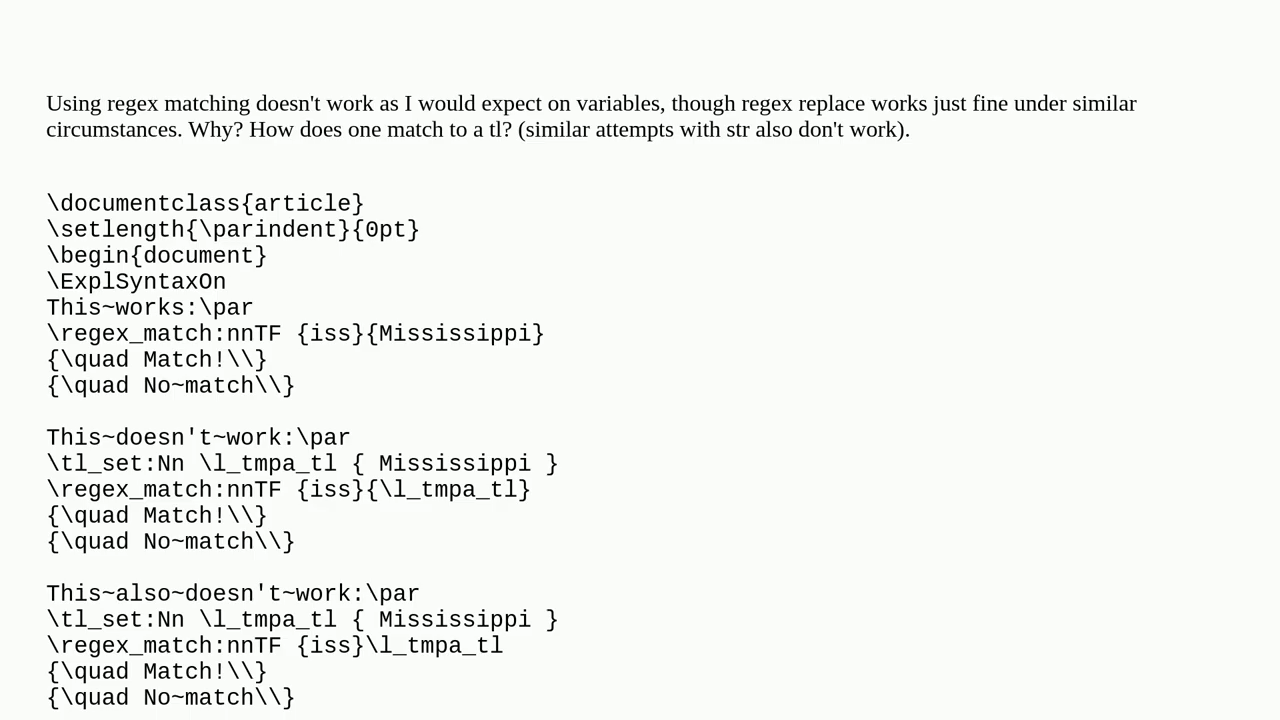 Using regex matching doesn't work as I would expect on variables, though regex replace works just fine under similar
circumstances. Why? How does one match to a tl? (similar attempts with str also don't work).
\documentclass{article}
\setlength{\parindent}{0pt}
\begin{document}
\ExplSyntaxOn
This~works:\par
\regex_match:nnTF {iss}{Mississippi}
{\quad Match!\\}
{\quad No~match\\}
This~doesn't~work:\par
\tl_set:Nn \l_tmpa_tl { Mississippi }
\regex_match:nnTF {iss}{\l_tmpa_tl}
{\quad Match!\\}
{\quad No~match\\}
This~also~doesn't~work:\par
\tl_set:Nn \l_tmpa_tl { Mississippi }
\regex_match:nnTF {iss}\l_tmpa_tl
{\quad Match!\\}
{\quad No~match\\}